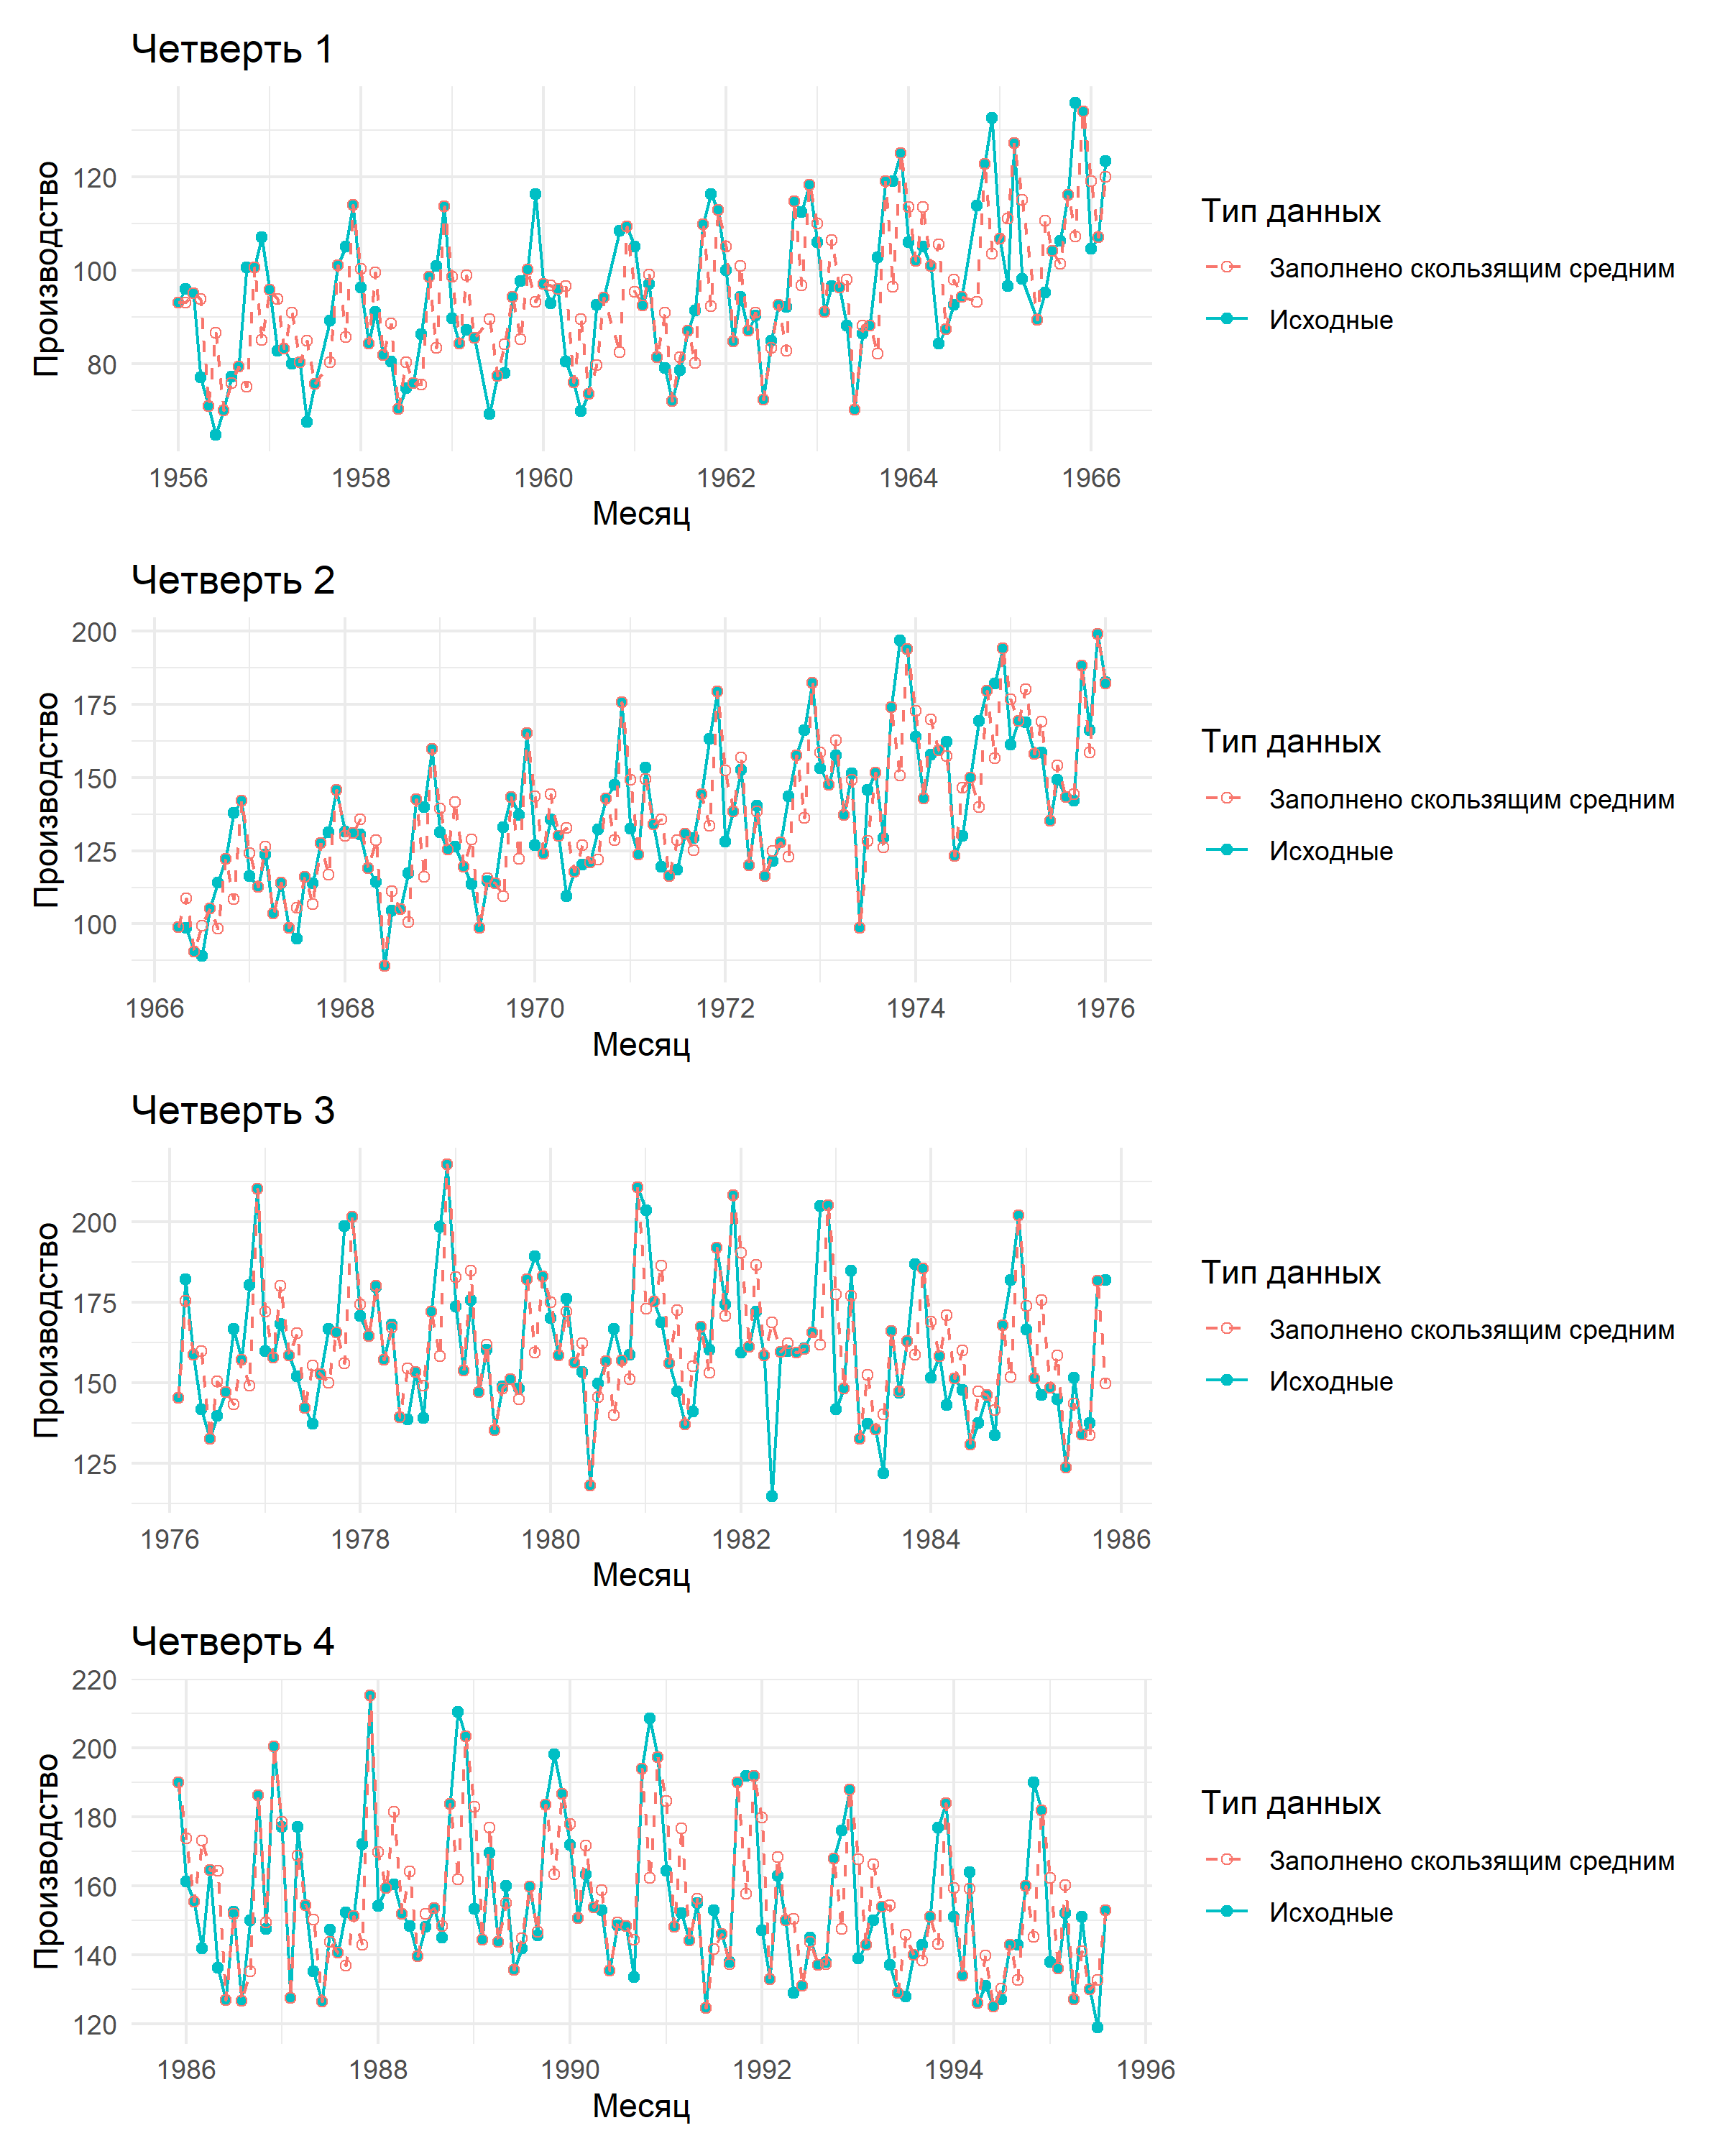 Четверть 1
Производство
120
100
80
1956 1958 1960 1962 1964 1966
Месяц
Тип данных
Заполнено скользящим средним
Исходные
Четверть 2
Производство
200
175
150
125
100
1966 1968 1970 1972 1974 1976
Месяц
Тип данных
Заполнено скользящим средним
Исходные
Четверть 3
Производство
200
175
150
125
1976 1978 1980 1982 1984 1986
Месяц
Тип данных
Заполнено скользящим средним
Исходные
Четверть 4
Производство
220
200
180
160
140
120
1986 1988 1990 1992 1994 1996
Месяц
Тип данных
Заполнено скользящим средним
Исходные